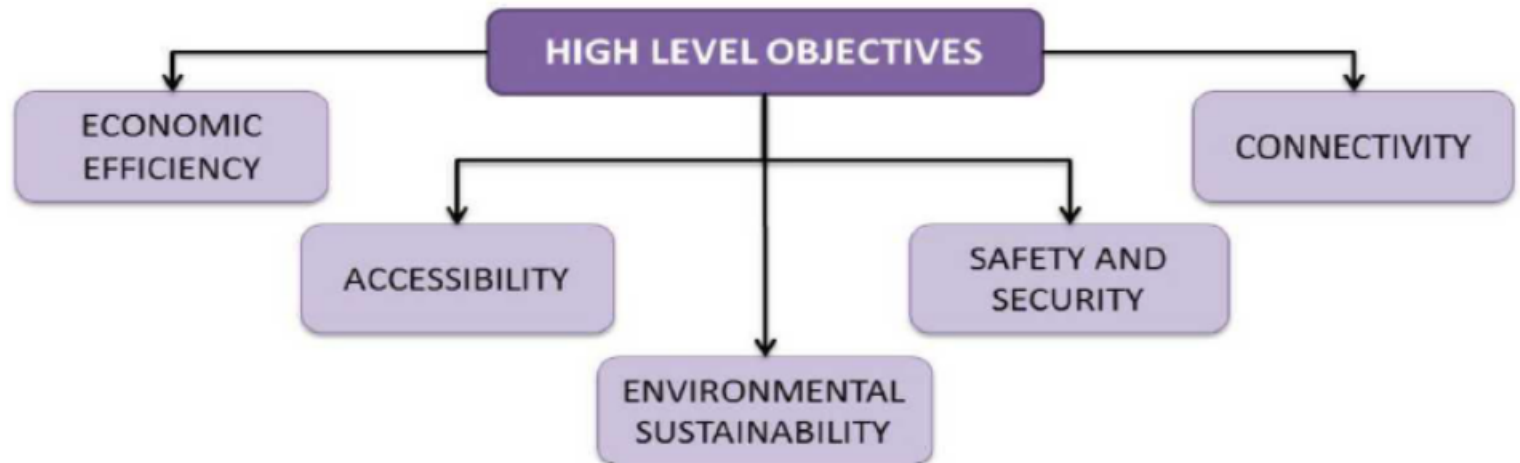 HIGH LEVEL OBJECTIVES
ECONOMIC
EFFICIENCY
CONNECTIVITY
ACCESSIBILITY
SAFETY AND
SECURITY
ENVIRONMENTAL
SUSTAINABILITY